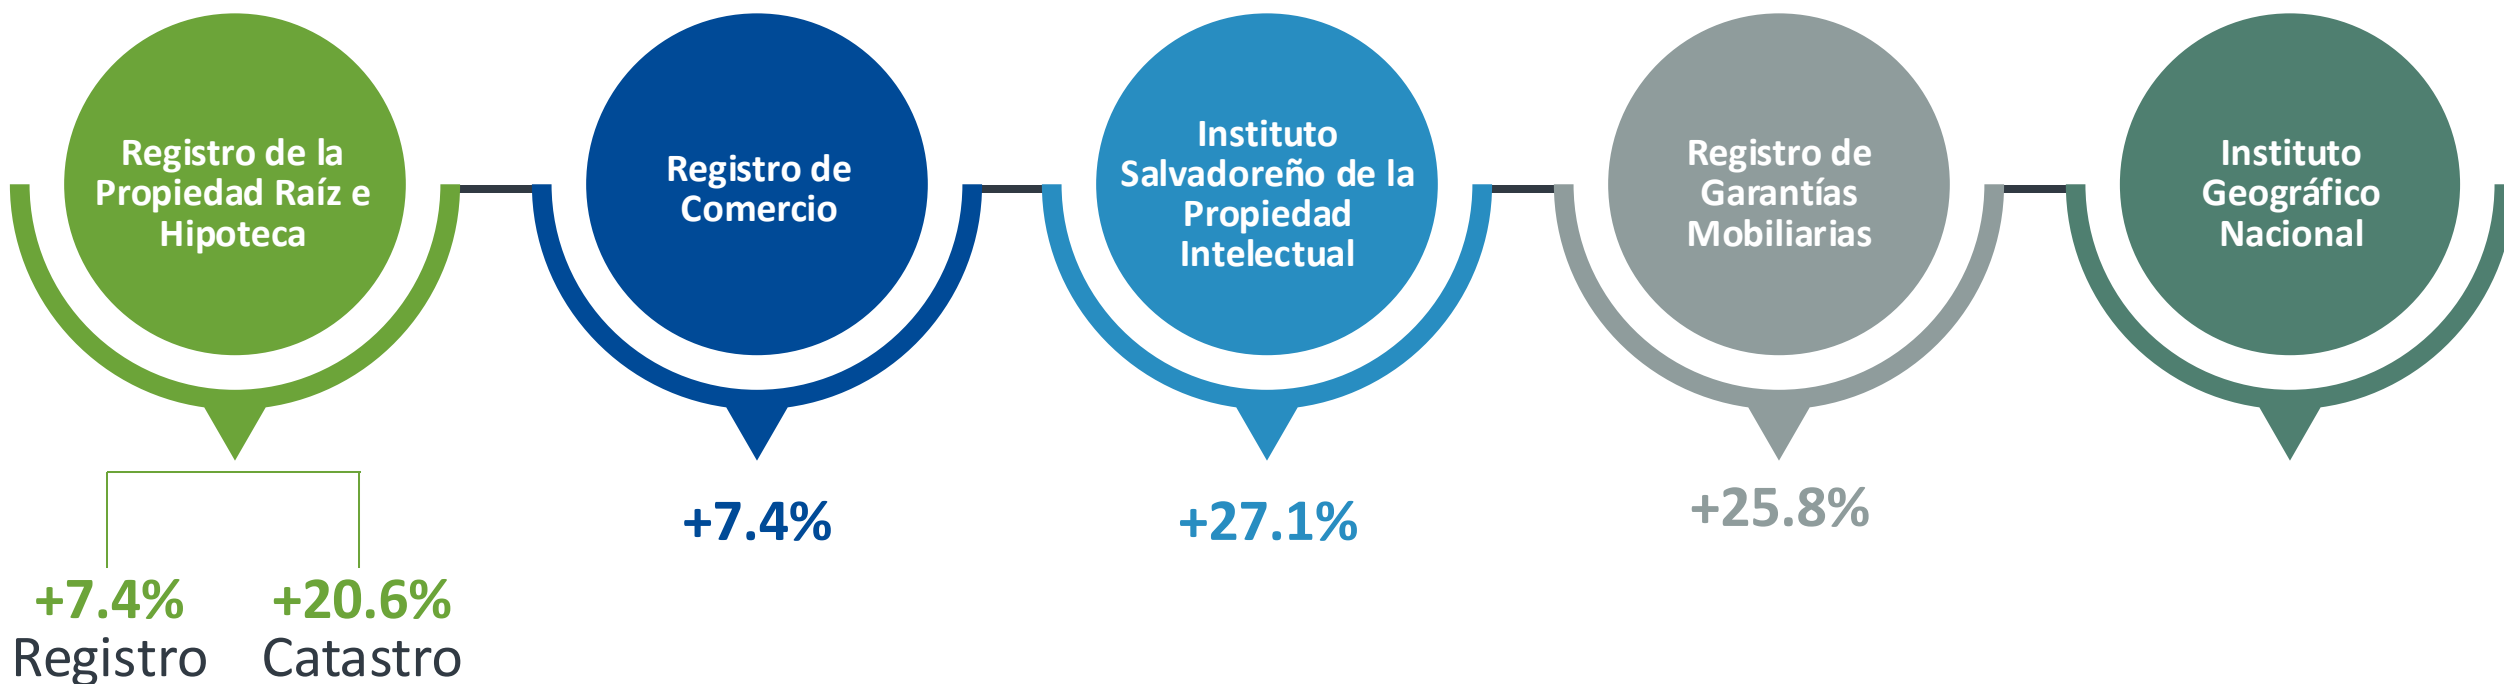 Registro de la
Propiedad Raíz e
Hipoteca
+7.4%
Registro
+20.6%
Catastro
Registro de
Comercio
+7.4%
Instituto
Salvadoreño de la
Propiedad
Intelectual
+27.1%
Registro de
Garantías
Mobiliarias
+25.8%
Instituto
Geográfico
Nacional